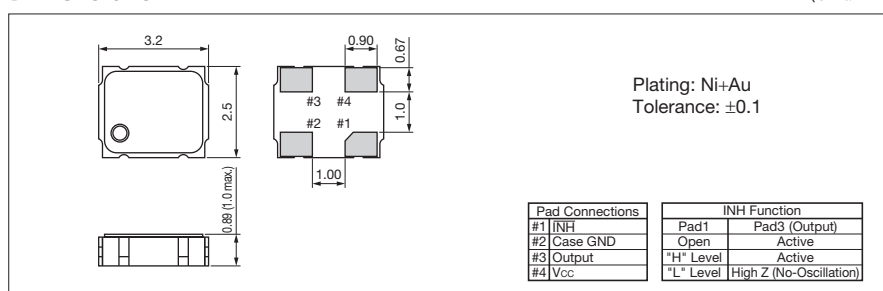 3.2
0.90
0.67
2.5
#3 #4
#2 #1
1.0
1.00
0.89 (1.0 max.)
Plating: Ni+Au
Tolerance: ±0.1
Pad Connections
#1 INH
#2 Case GND
#3 Output
#4 Vcc
INH Function
Pad1 Pad3 (Output)
Open Active
"H" Level Active
"L" Level High Z (No-Oscillation)